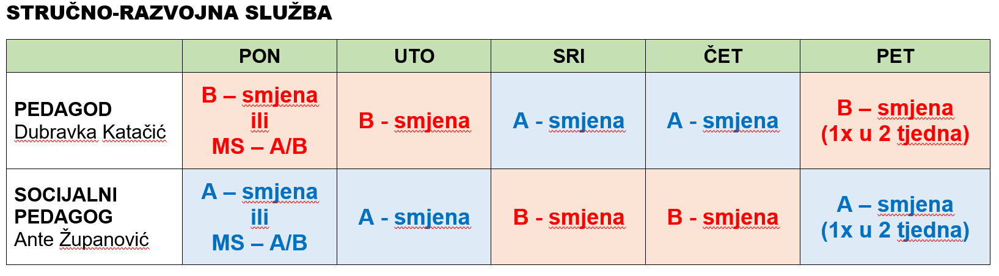 STRUČNO-RAZVOJNA SLUŽBA
PON UTO SRI ČET PET
PEDAGOD
Dubravka Katačić
B – smjena
ili
MS – A/B
B - smjena
A - smjena
A - smjena
B – smjena
(1x u 2 tjedna)
SOCIJALNI
PEDAGOG
Ante Županović
A – smjena
ili
MS – A/B
A - smjena
B - smjena
B - smjena
A – smjena
(1x u 2 tjedna)